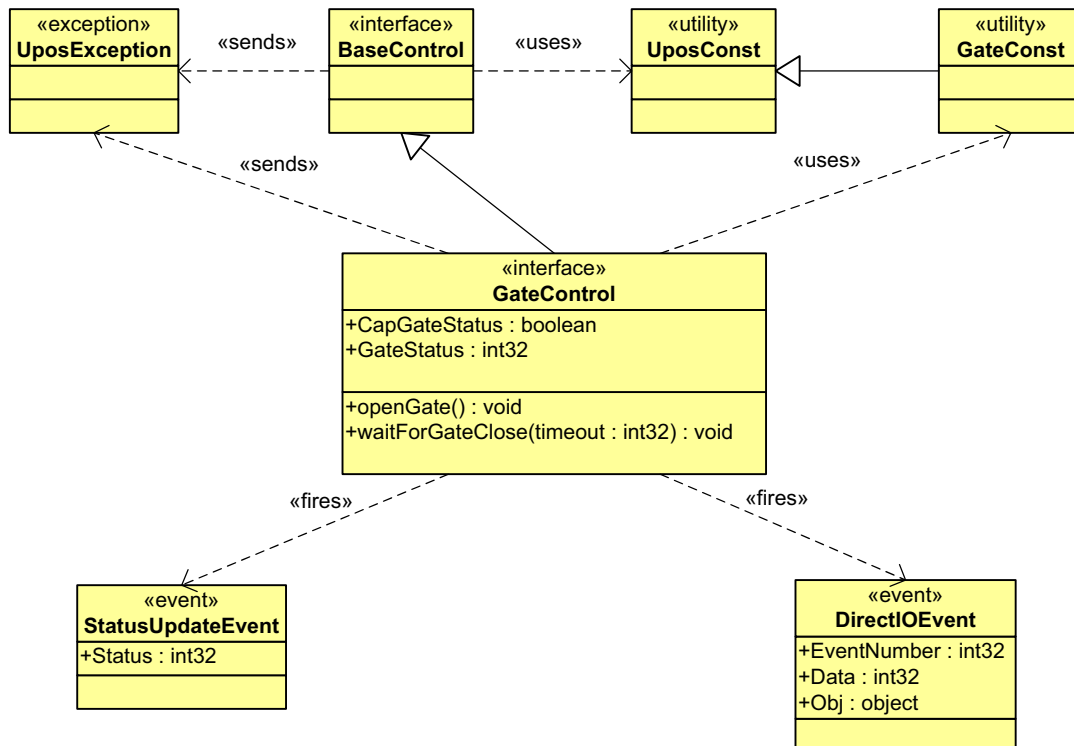 «exception»
UposException
«sends»
«interface»
BaseControl
«uses»
«utility»
UposConst
«utility»
GateConst
«sends»
«uses»
«interface»
GateControl
+CapGateStatus : boolean
+GateStatus : int32
+openGate() : void
+waitForGateClose(timeout : int32) : void
«fires»
«fires»
«event»
StatusUpdateEvent
+Status : int32
«event»
DirectIOEvent
+EventNumber : int32
+Data : int32
+Obj : object